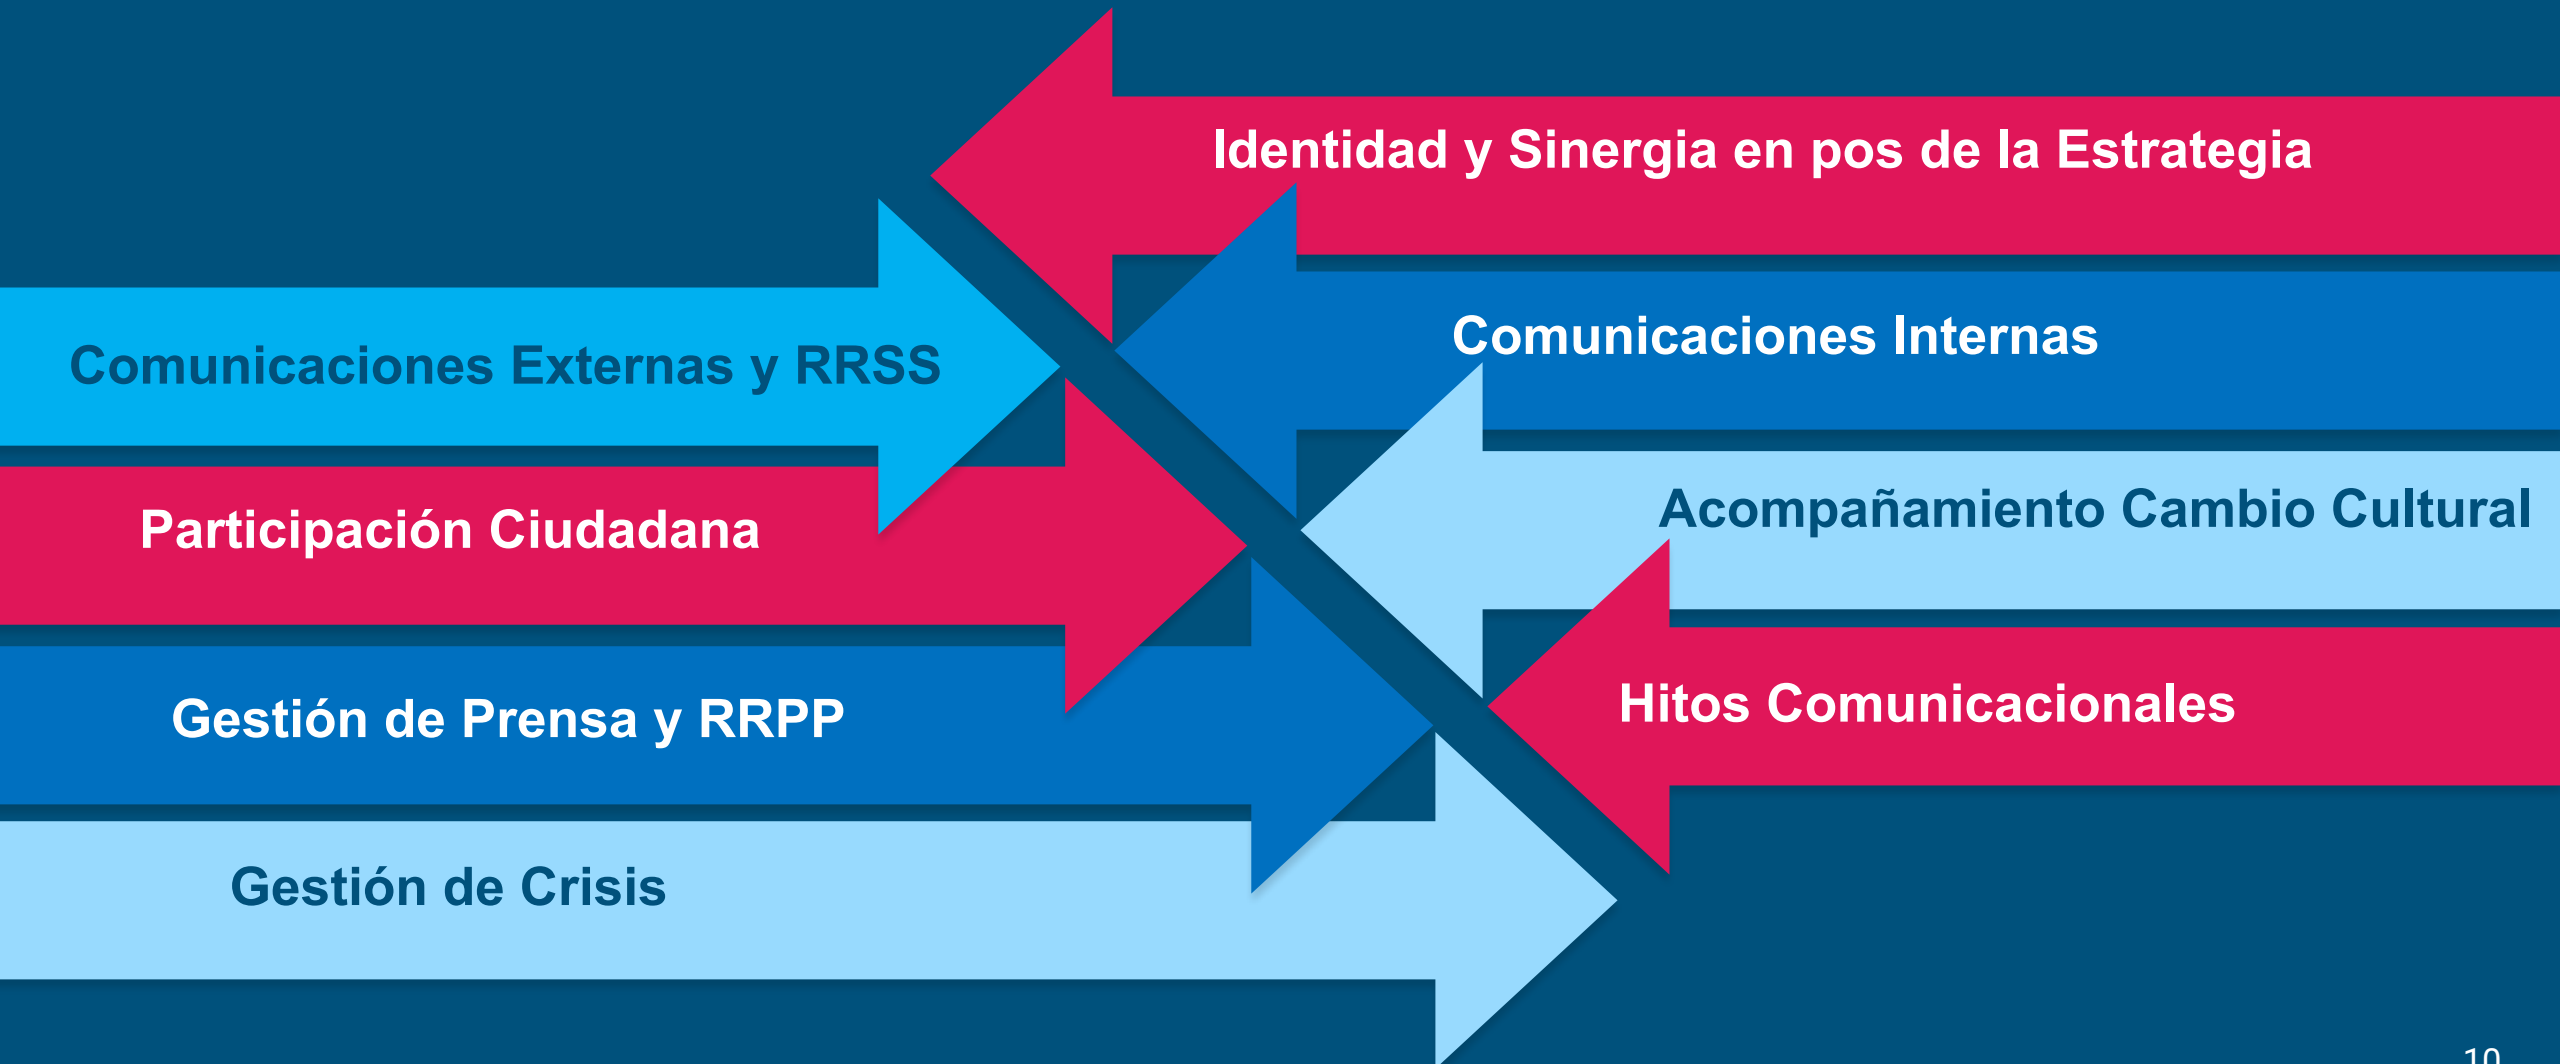 Identidad y Sinergia en pos de la Estrategia
Comunicaciones Internas
Comunicaciones Externas y RRSS
Acompañamiento Cambio Cultural
Participación Ciudadana
Hitos Comunicacionales
Gestión de Prensa y RRPP
Gestión de Crisis
10